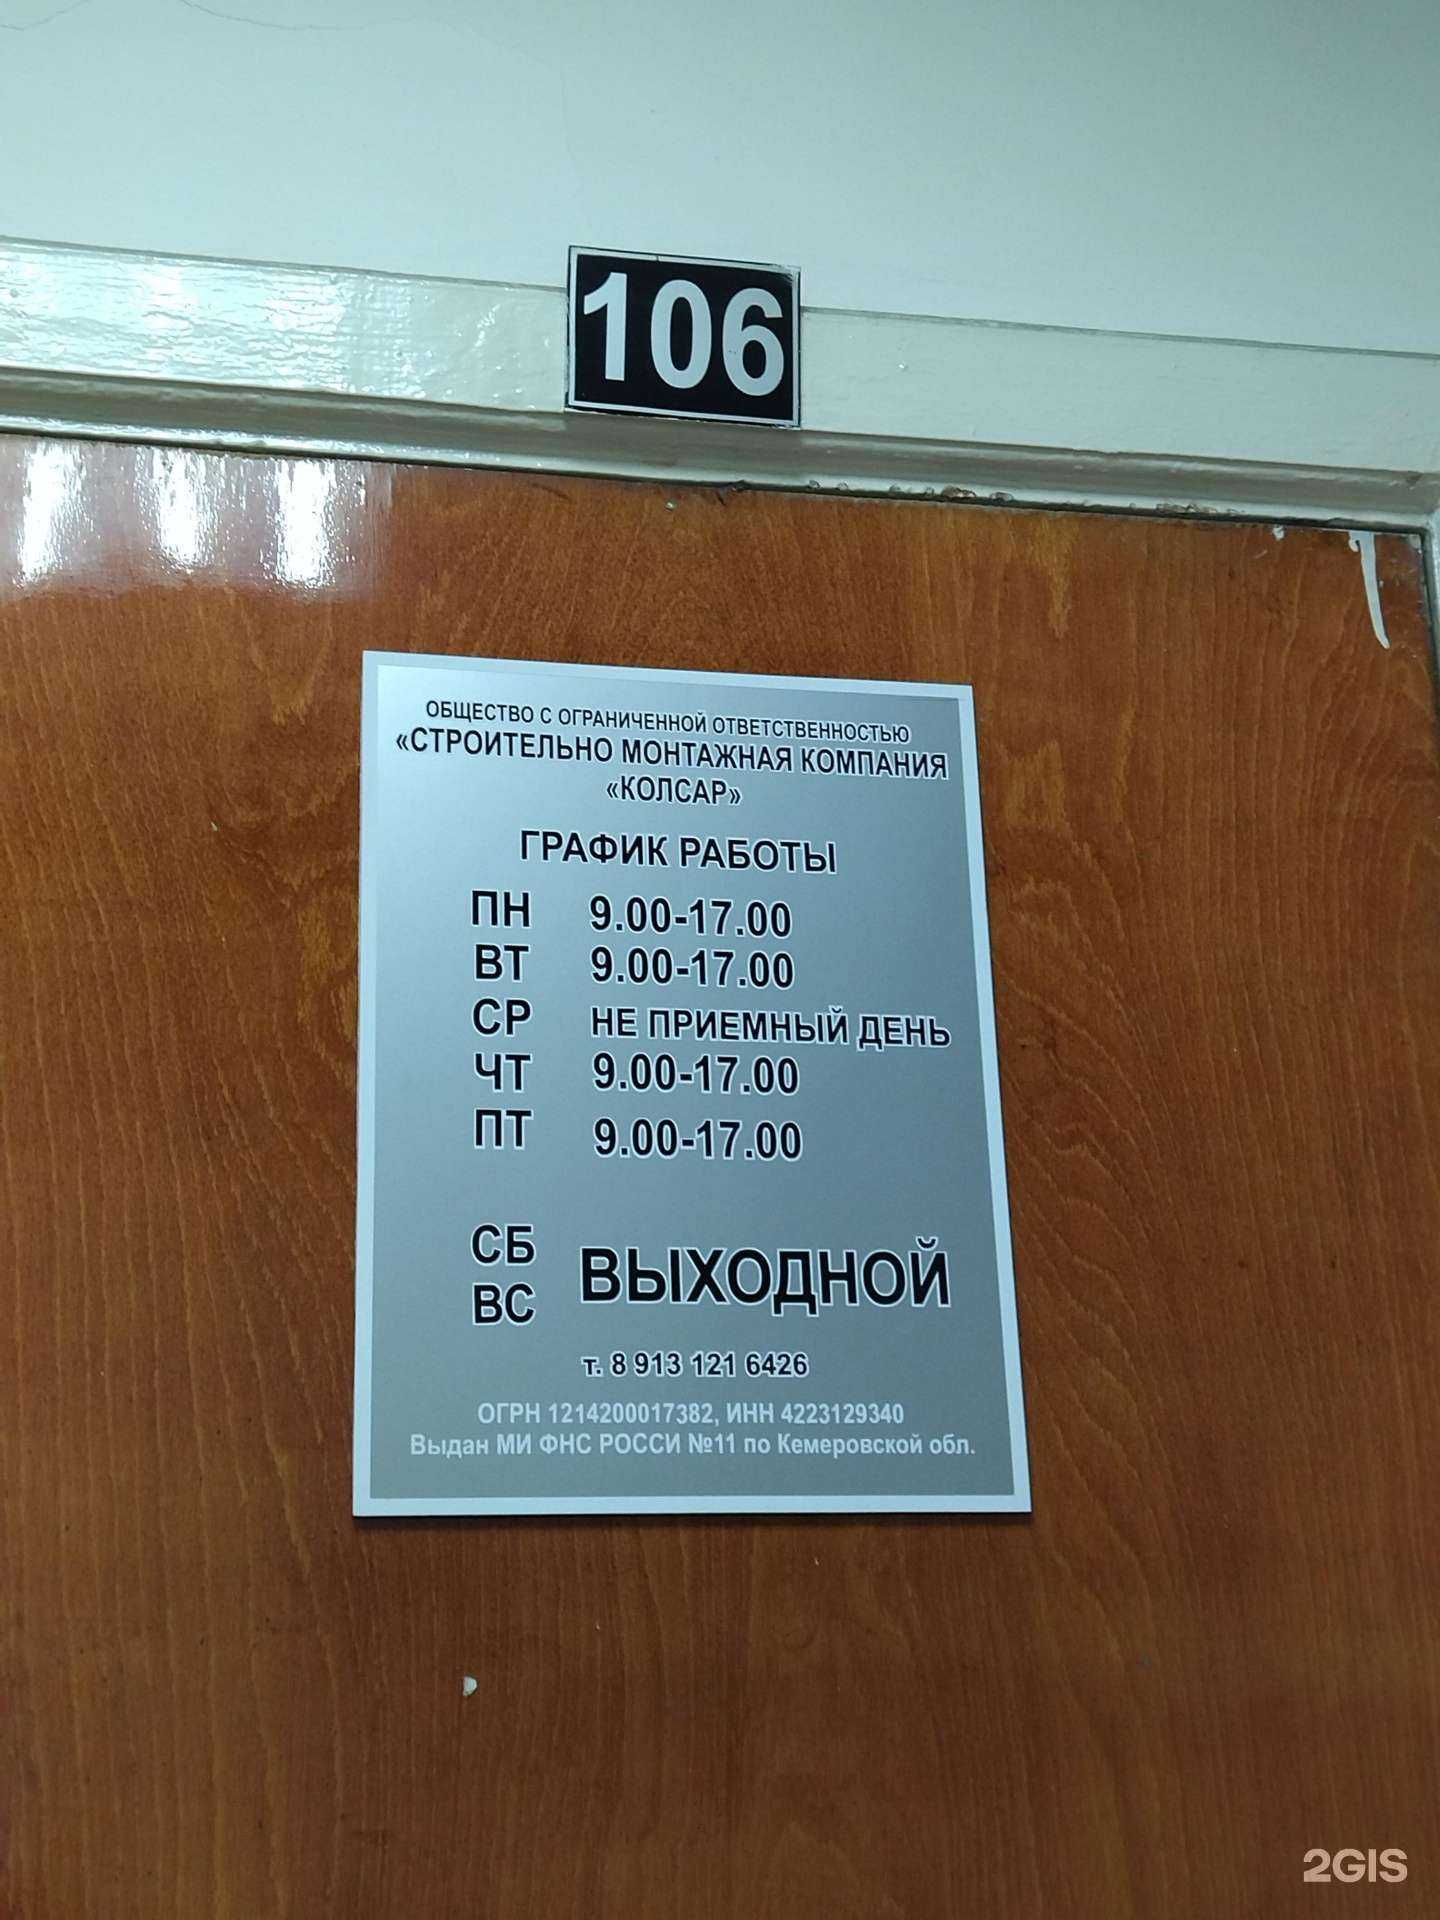 106
ОБЩЕСТВО С ОГРАНИЧЕННОЙ ОТВЕТСТВЕННОСТЬЮ
«СТРОИТЕЛЬНО МОНТАЖНАЯ КОМПАНИЯ
«КОЛСАР»
ГРАФИК РАБОТЫ
ПН 9.00-17.00
ВТ 9.00-17.00
СР НЕ ПРИЕМНЫЙ ДЕНЬ
ЧТ 9.00-17.00
ПТ 9.00-17.00
СБ
ВС ВЫХОДНОЙ
т. 8 913 121 6426
ОГРН 1214200017382, ИНН 4223129340
Выдан МИ ФНС РОССИ №11 по Кемеровской обл.
2GIS